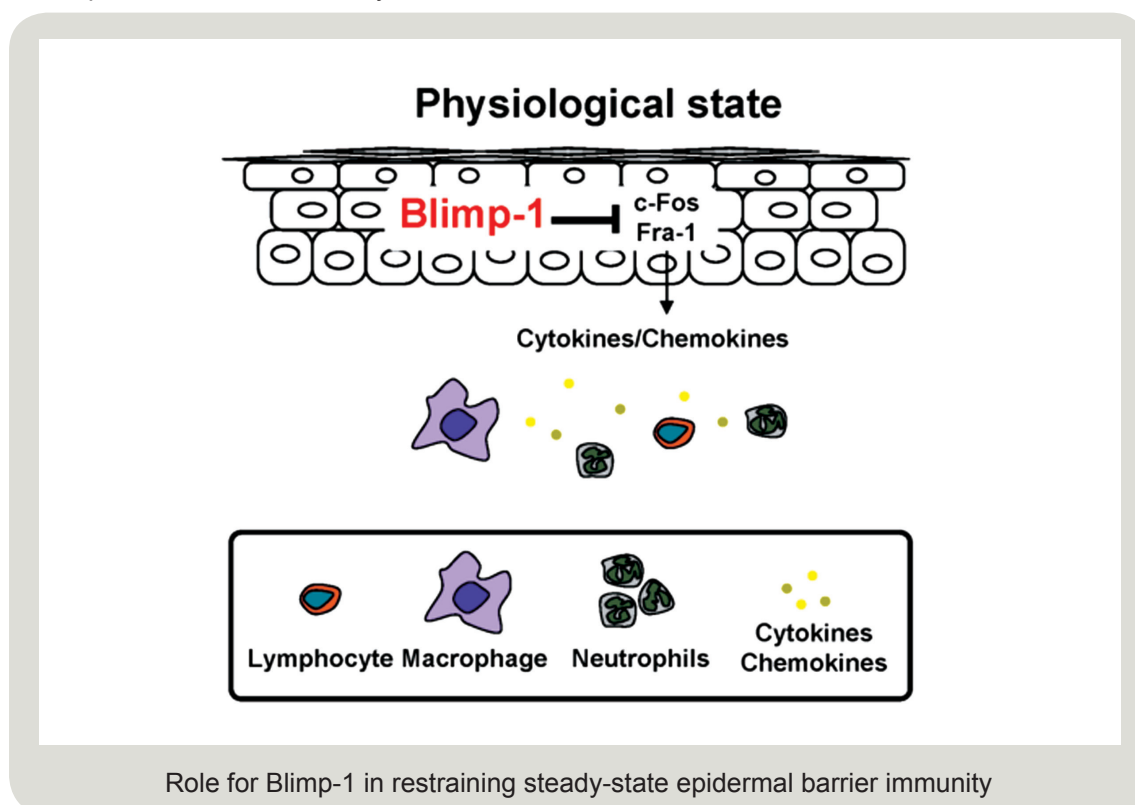 Physiological state
Blimp-1
c-Fos
Fra-1
Cytokines/Chemokines
Lymphocyte Macrophage Neutrophils
Cytokines
Chemokines
Role for Blimp-1 in restraining steady-state epidermal barrier immunity